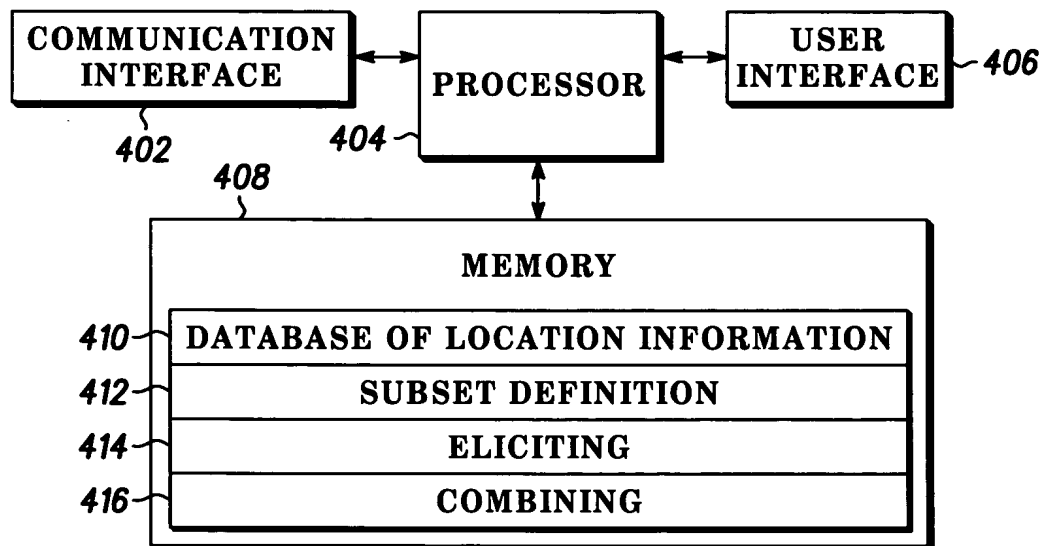 COMMUNICATION
INTERFACE
402
PROCESSOR
404
USER
INTERFACE
406
408
MEMORY
410 DATABASE OF LOCATION INFORMATION
412 SUBSET DEFINITION
414 ELICITING
416 COMBINING